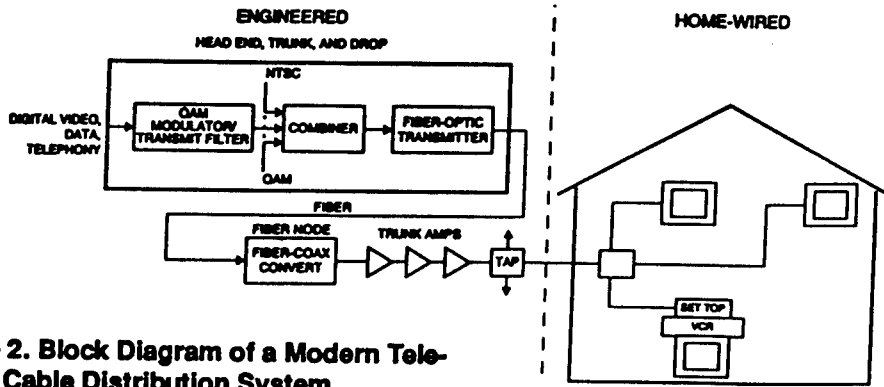 ENGINEERED
HOME-WIRED
HEAD END, TRUNK, AND DROP
NTSC
DIGITAL VIDEO,
DATA,
TELEPHONY
QAM
MODULATOR/
TRANSMIT FILTER
COMBINER
FIBER-OPTIC
TRANSMITTER
QAM
FIBER
FIBER NODE
FIBER-COAX
CONVERT
TRUNK AMPS
TAP
SET TOP
VCR
2. Block Diagram of a Modern Tele-
Cable Distribution System